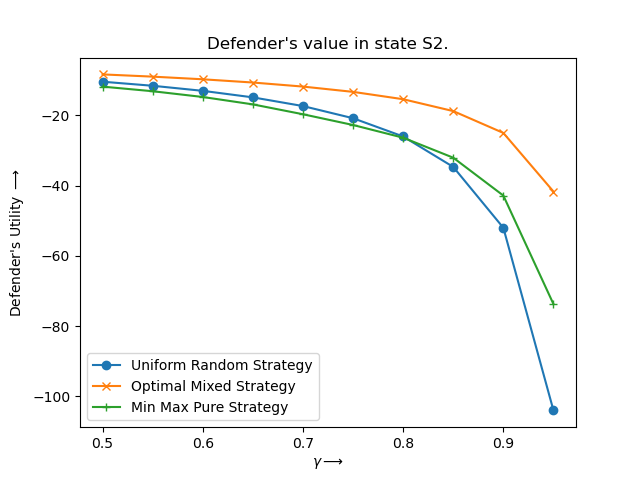 Defender's value in state S2.
Defender's Utility ⟶
−20
−40
−60
−80
−100
0.5
0.6
0.7
0.8
0.9
γ⟶
Uniform Random Strategy
Optimal Mixed Strategy
Min Max Pure Strategy